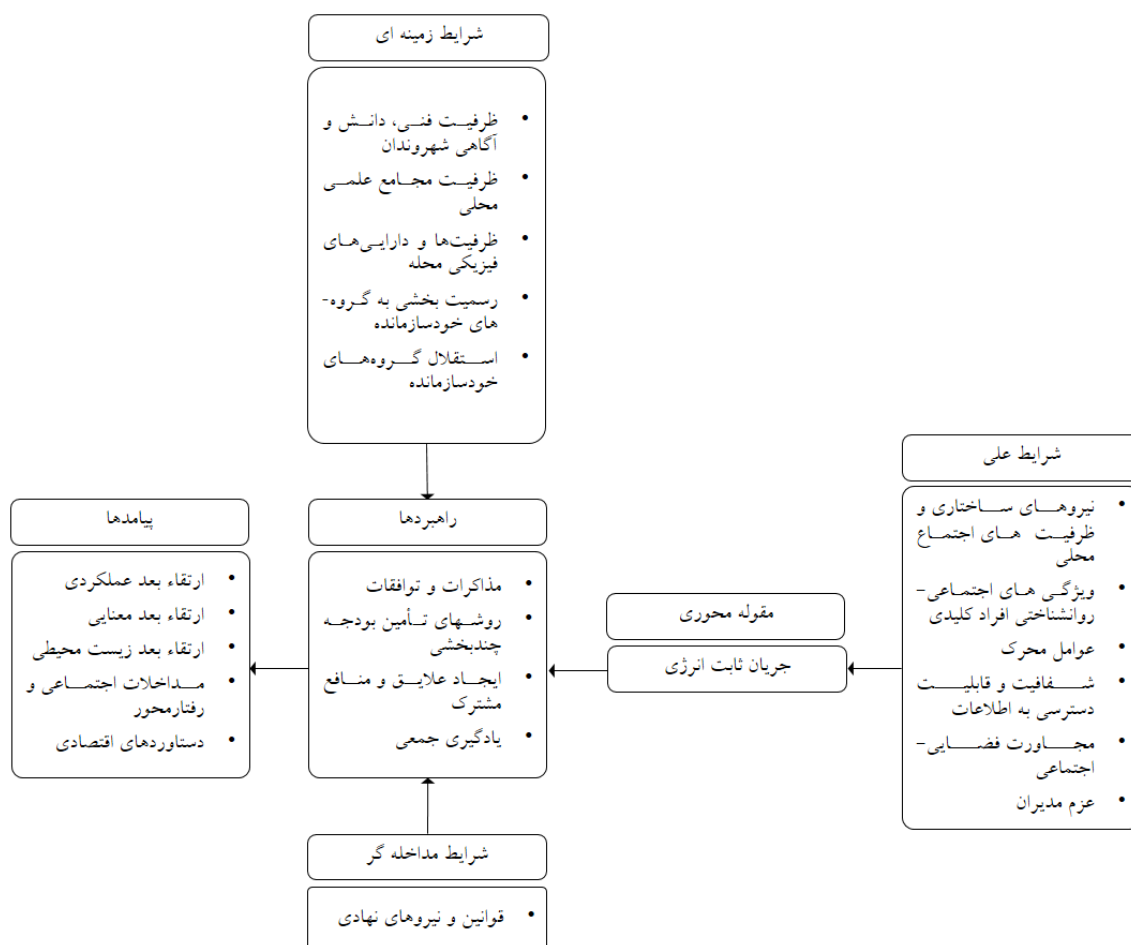 شرایط زمینه ای
• ظرفیت فنی، دانش و
آگاهی شهروندان
• ظرفیت مجامع علمی
محلی
• ظرفیت‌ها و دارایی‌های
فیزیکی محله
• رسمیت بخشی به گروه-
های خودسازمانده
• استقلال گروه‌های
خودسازمانده
شرایط علی
• نیروهای ساختاری و
ظرفیت های اجتماع
محلی
• ویژگی های اجتماعی-
روانشناختی افراد کلیدی
• عوامل محرک
• شفافیت و قابلیت
دسترسی به اطلاعات
• مجاورت فضایی-
اجتماعی
• عزم مدیران
مقوله محوری
جریان ثابت انرژی
راهبردها
• مذاکرات و توافقات
• روشهای تأمین بودجه
چندبخشی
• ایجاد علایق و منافع
مشترک
• یادگیری جمعی
پیامدها
• ارتقاء بعد عملکردی
• ارتقاء بعد معنایی
• ارتقاء بعد زیست محیطی
• مداخلات اجتماعی و
رفتارمحور
• دستاوردهای اقتصادی
شرایط مداخله گر
• قوانین و نیروهای نهادی